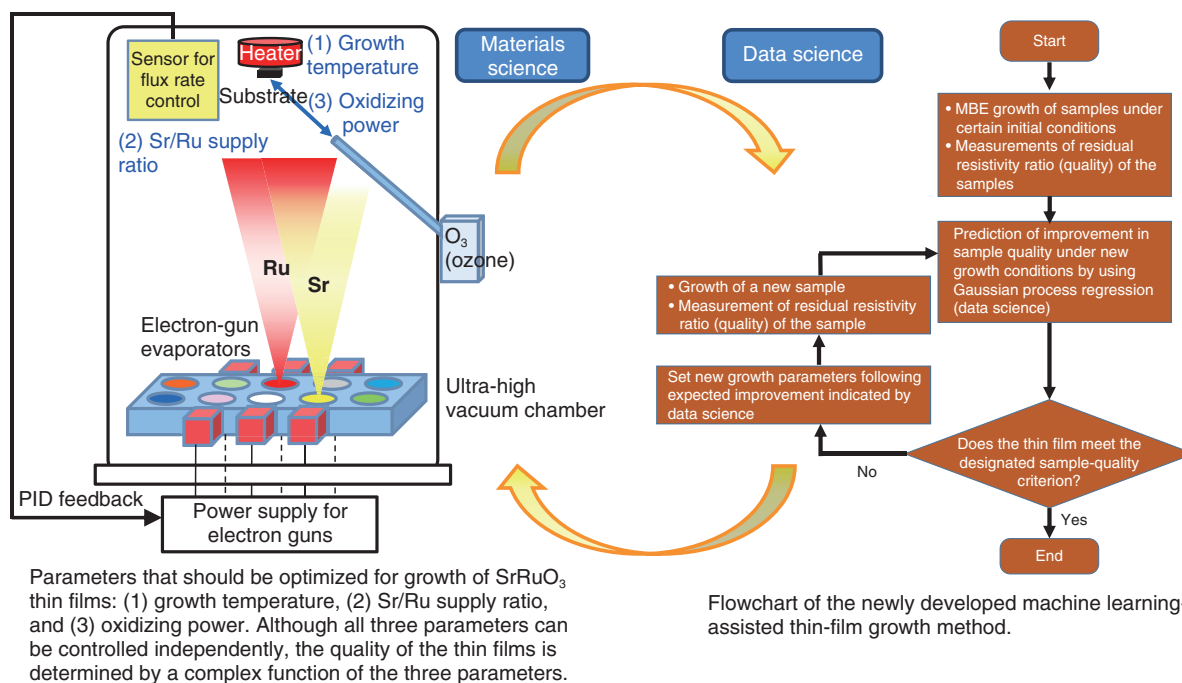 Sensor for
flux rate
control
Heater
Substrate
(1) Growth
temperature
(3) Oxidizing
power
(2) Sr/Ru supply
ratio
Ru
Sr
O₃
(ozone)
Electron-gun
evaporators
Ultra-high
vacuum chamber
PID feedback
Power supply for
electron guns
Parameters that should be optimized for growth of SrRuO₃
thin films: (1) growth temperature, (2) Sr/Ru supply ratio,
and (3) oxidizing power. Although all three parameters can
be controlled independently, the quality of the thin films is
determined by a complex function of the three parameters.
Materials
science
Data science
Start
• MBE growth of samples under
certain initial conditions
• Measurements of residual
resistivity ratio (quality) of the
samples
Prediction of improvement in
sample quality under new
growth conditions by using
Gaussian process regression
(data science)
• Growth of a new sample
• Measurement of residual resistivity
ratio (quality) of the sample
Set new growth parameters following
expected improvement indicated by
data science
Does the thin film meet the
designated sample-quality
criterion?
No
Yes
End
Flowchart of the newly developed machine learning-
assisted thin-film growth method.